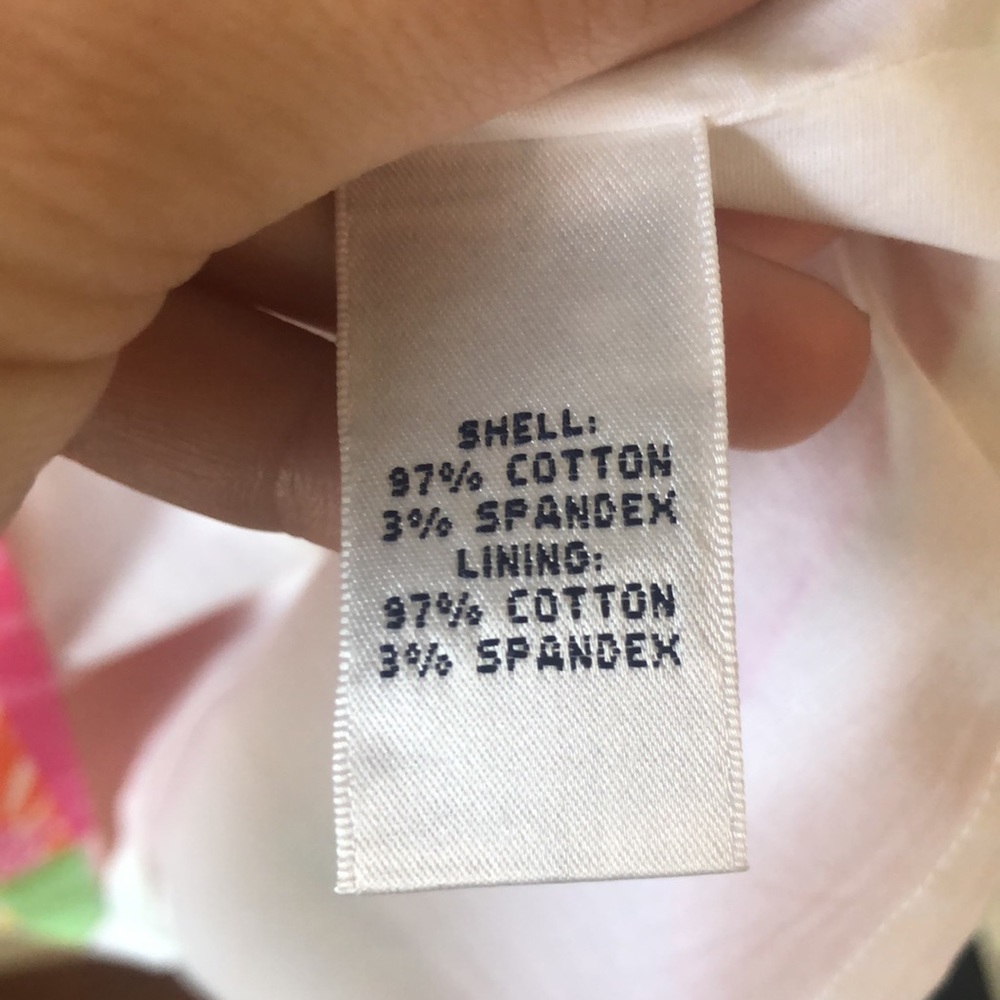 SHELL:
97% COTTON
3% SPANDEX
LINING:
97% COTTON
3% SPANDEX